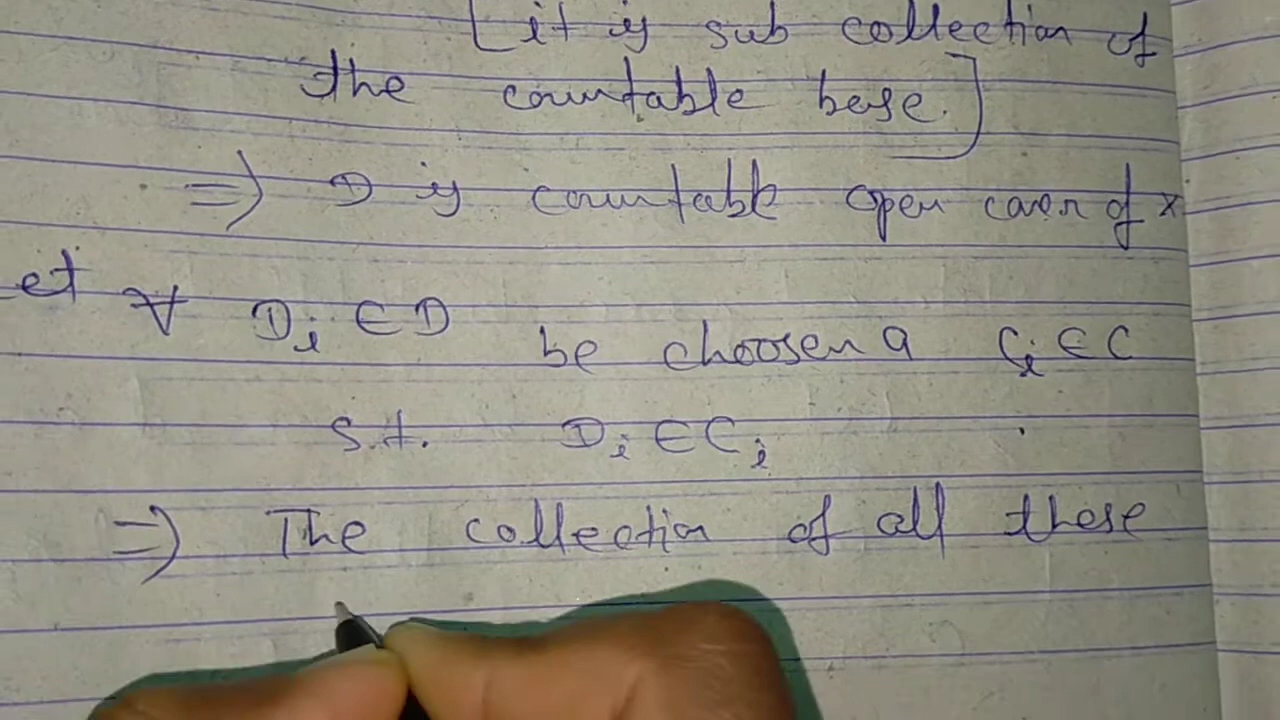 [it is sub collection of
the countable base.]
=> D is countable open cover of x
et ∀ Di ∈ D be choosen a Ci ∈ C
s.t. Di ∈ Ci
=> The collection of all these